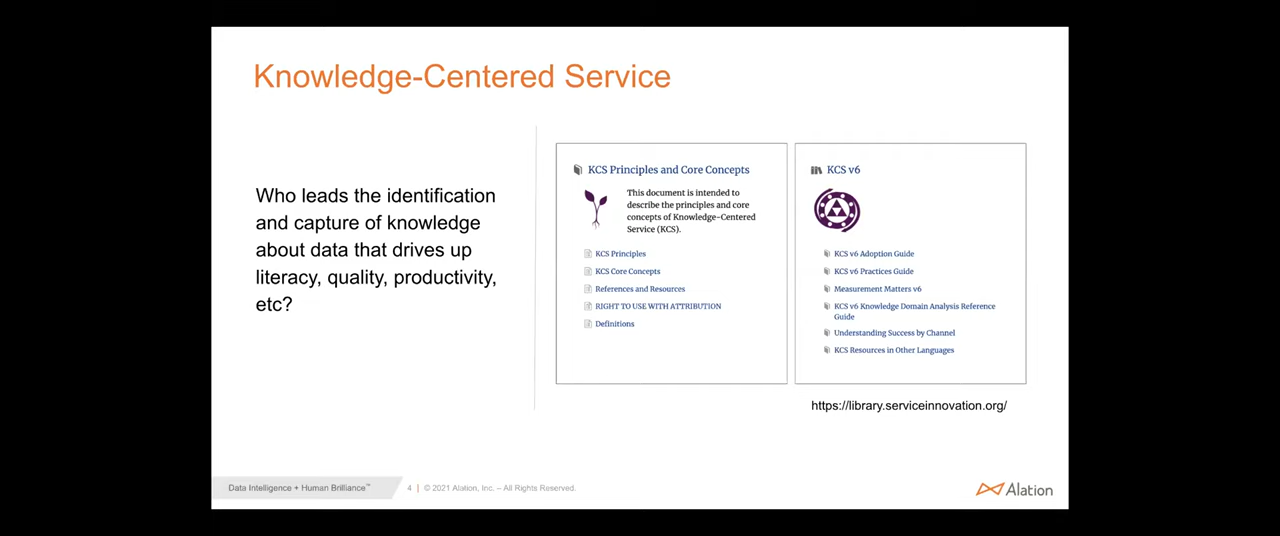 Knowledge-Centered Service
Who leads the identification
and capture of knowledge
about data that drives up
literacy, quality, productivity,
etc?
KCS Principles and Core Concepts
This document is intended to
describe the principles and core
concepts of Knowledge-Centered
Service (KCS).
KCS Principles
KCS Core Concepts
References and Resources
RIGHT TO USE WITH ATTRIBUTION
Definitions
KCS v6
KCS v6 Adoption Guide
KCS v6 Practices Guide
Measurement Matters v6
KCS v6 Knowledge Domain Analysis Reference
Guide
Understanding Success by Channel
KCS Resources in Other Languages
https://library.serviceinnovation.org/
Data Intelligence + Human Brilliance™
4 | © 2021 Alation, Inc. – All Rights Reserved.
Alation